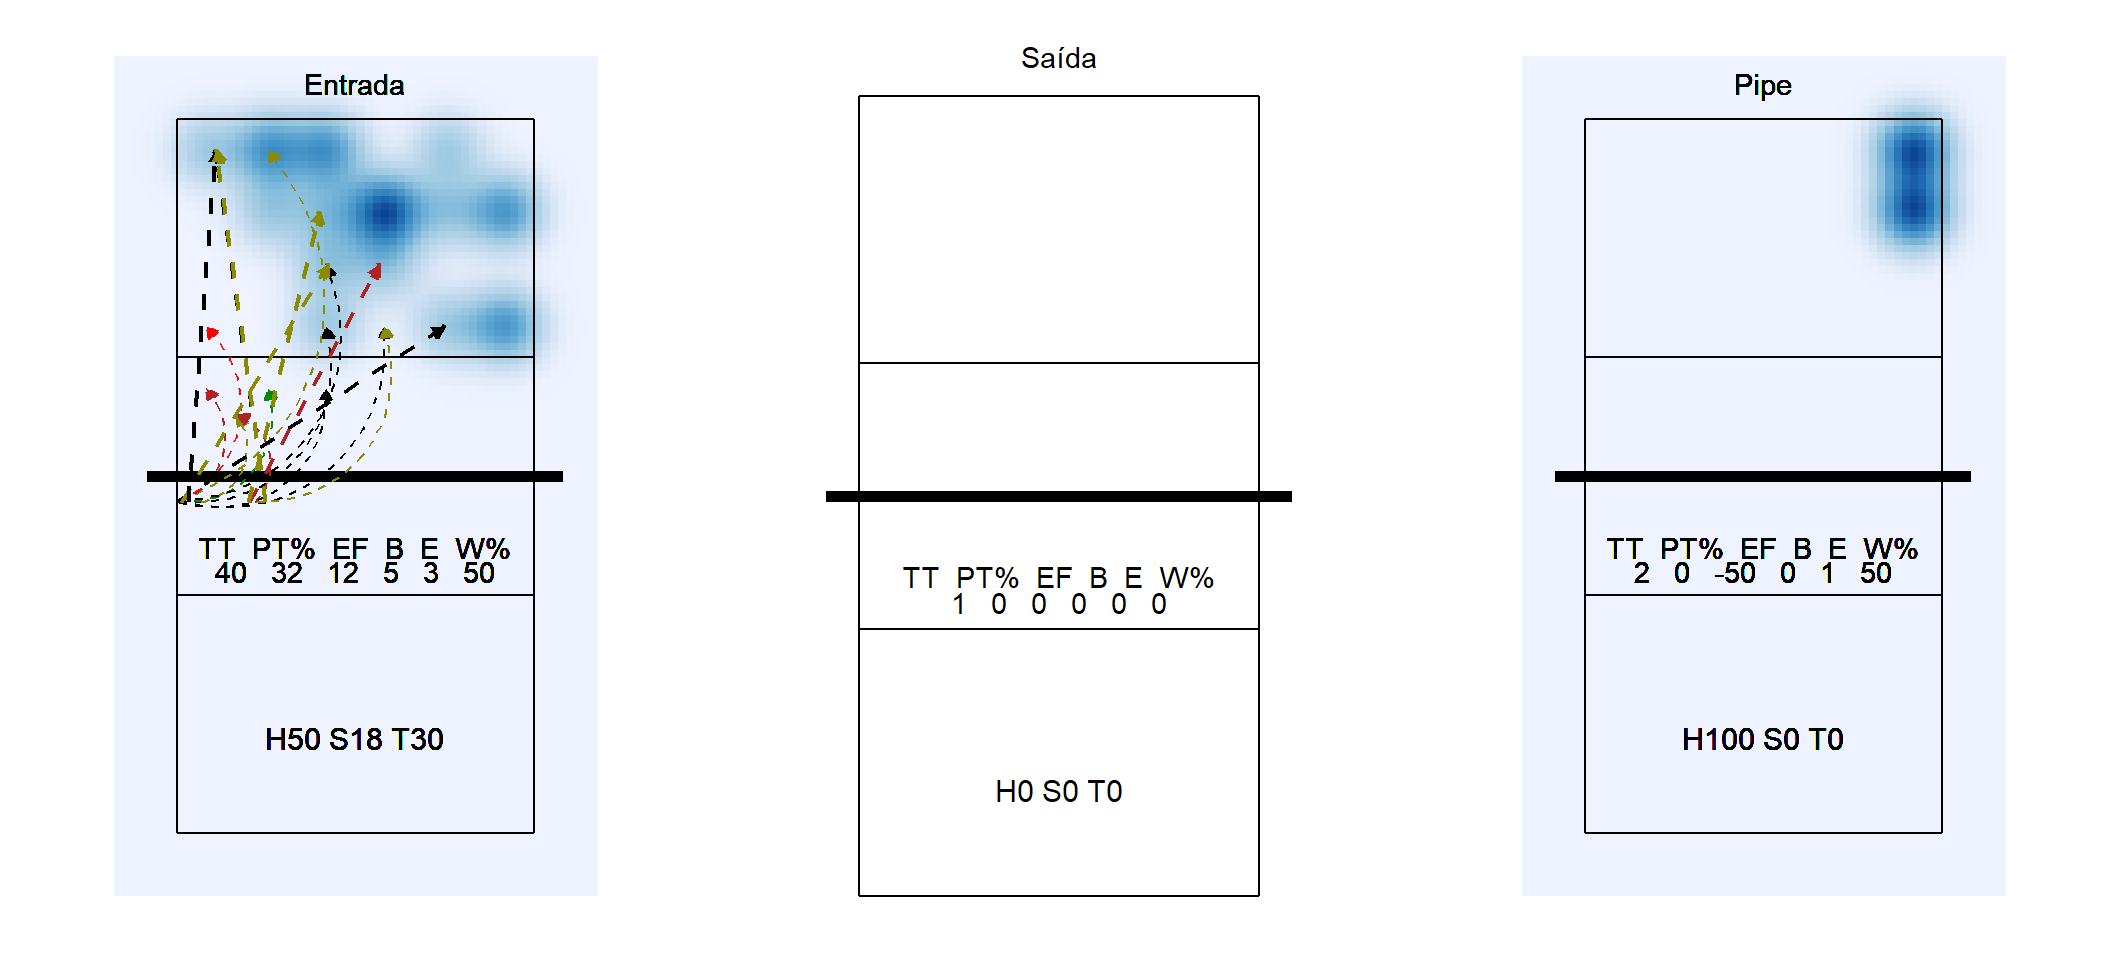 Entrada
TT PT% EF B E W%
40 32 12 5 3 50
H50 S18 T30
Saída
TT PT% EF B E W%
1 0 0 0 0 0
H0 S0 T0
Pipe
TT PT% EF B E W%
2 0 -50 0 1 50
H100 S0 T0